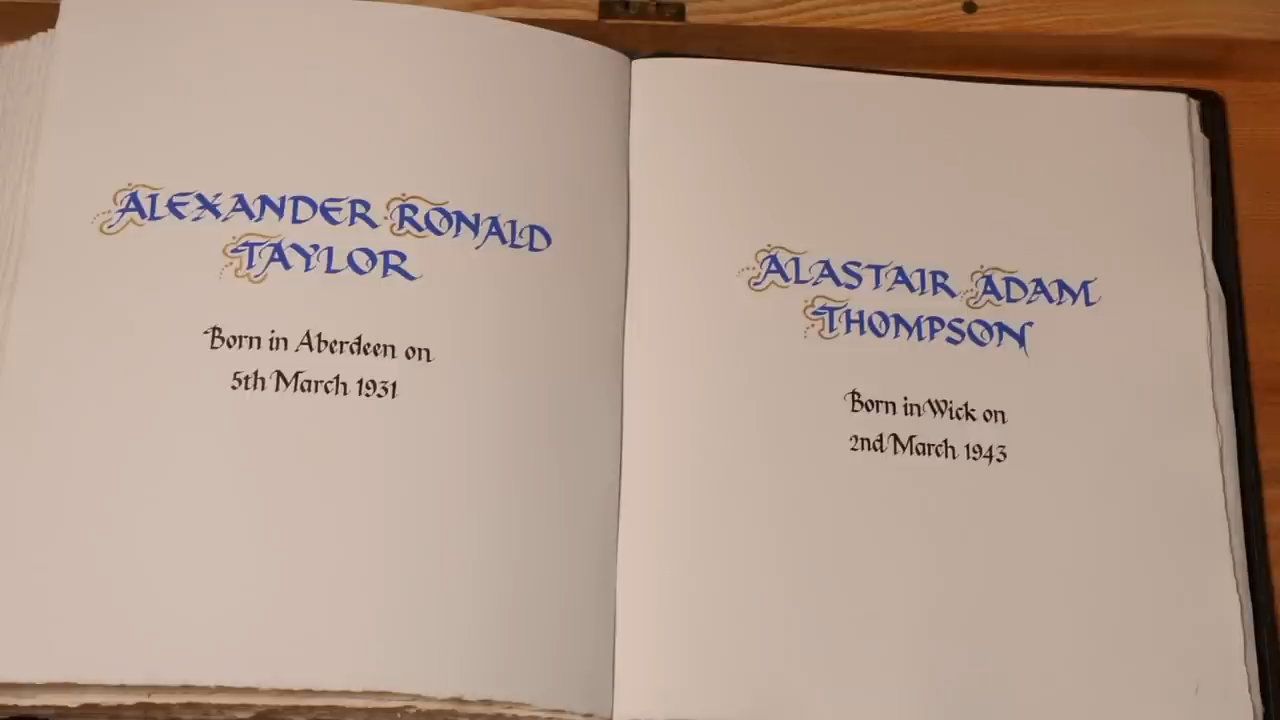 ALEXANDER RONALD
TAYLOR
Born in Aberdeen on
5th March 1931
ALASTAIR ADAM
THOMPSON
Born in Wick on
2nd March 1943